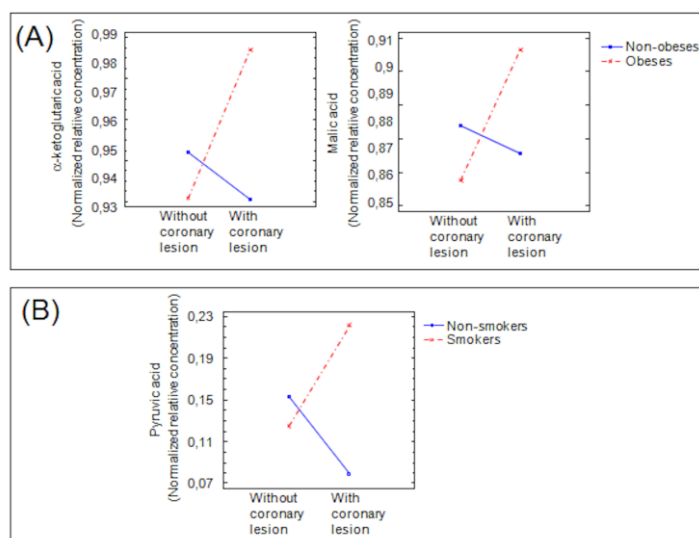 (A)
α-ketoglutaric acid
(Normalized relatiive concentration)
0,99
0,98
0,97
0,96
0,95
0,94
0,93
Without
coronary
lesion
With
coronary
lesion
Malic acid
(Normalized relatiive concentration)
0,91
0,9
0,89
0,88
0,87
0,86
0,85
Without
coronary
lesion
With
coronary
lesion
Non-obeses
Obeses
(B)
Pyruvic acid
(Normalized relatiive concentration)
0,23
0,19
0,15
0,11
0,07
Without
coronary
lesion
With
coronary
lesion
Non-smokers
Smokers